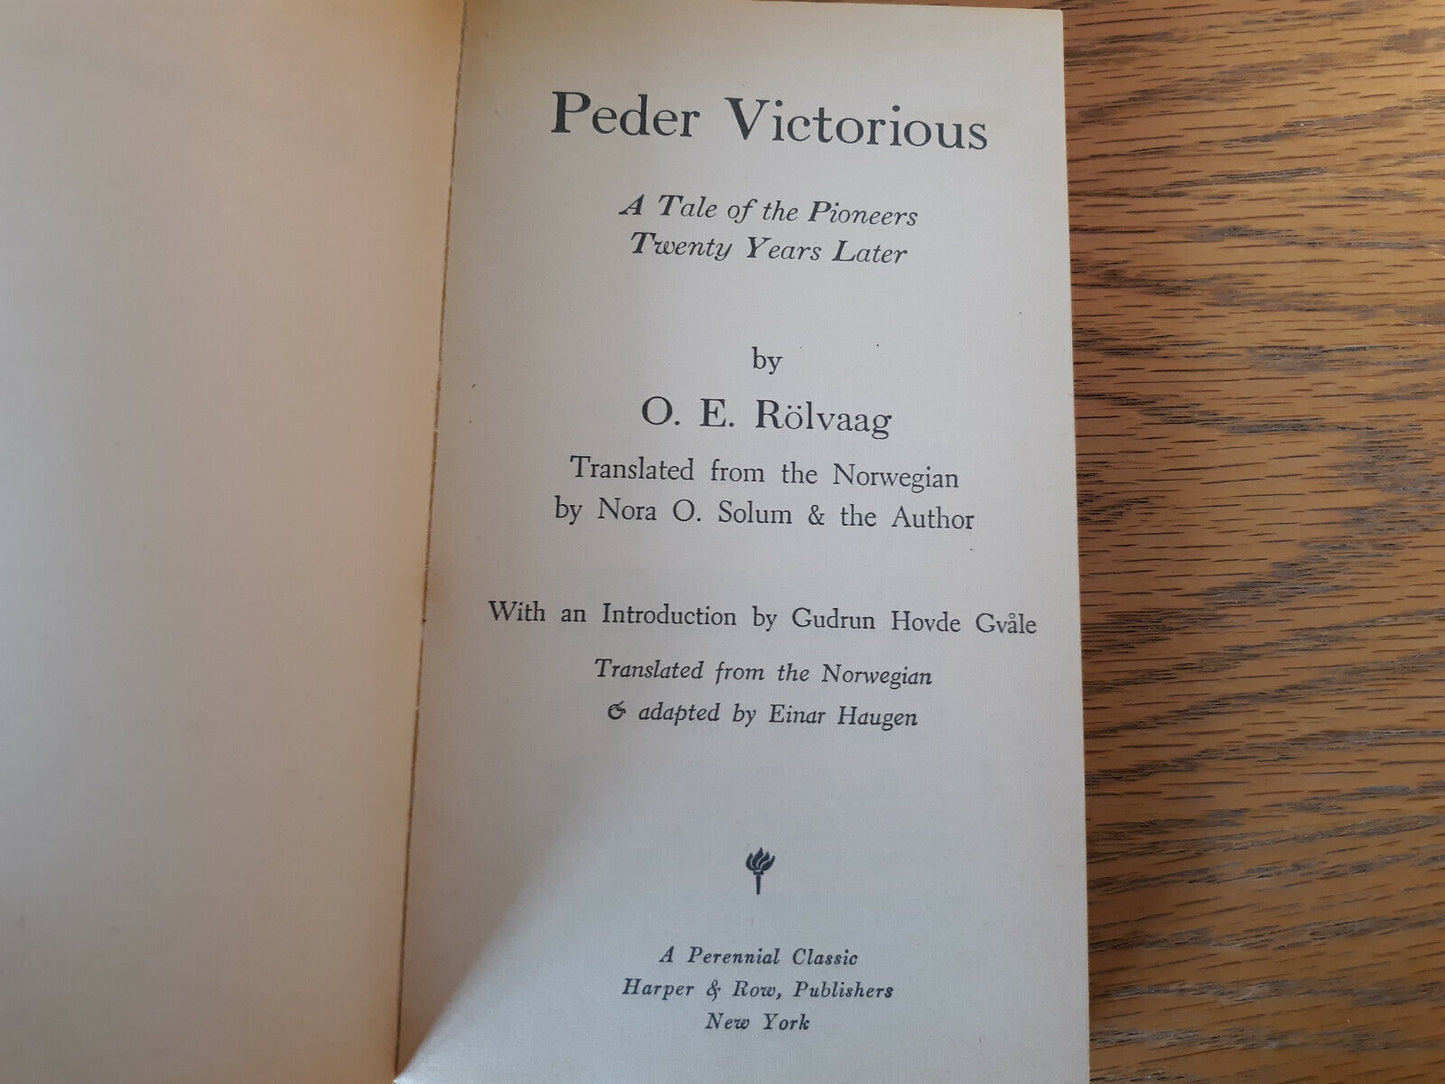 Peder Victorious
A Tale of the Pioneers
Twenty Years Later
by
O. E. Rölvaag
Translated from the Norwegian
by Nora O. Solum & the Author
With an Introduction by Gudrun Hovde Gvåle
Translated from the Norwegian
& adapted by Einar Haugen
A Perennial Classic
Harper & Row, Publishers
New York